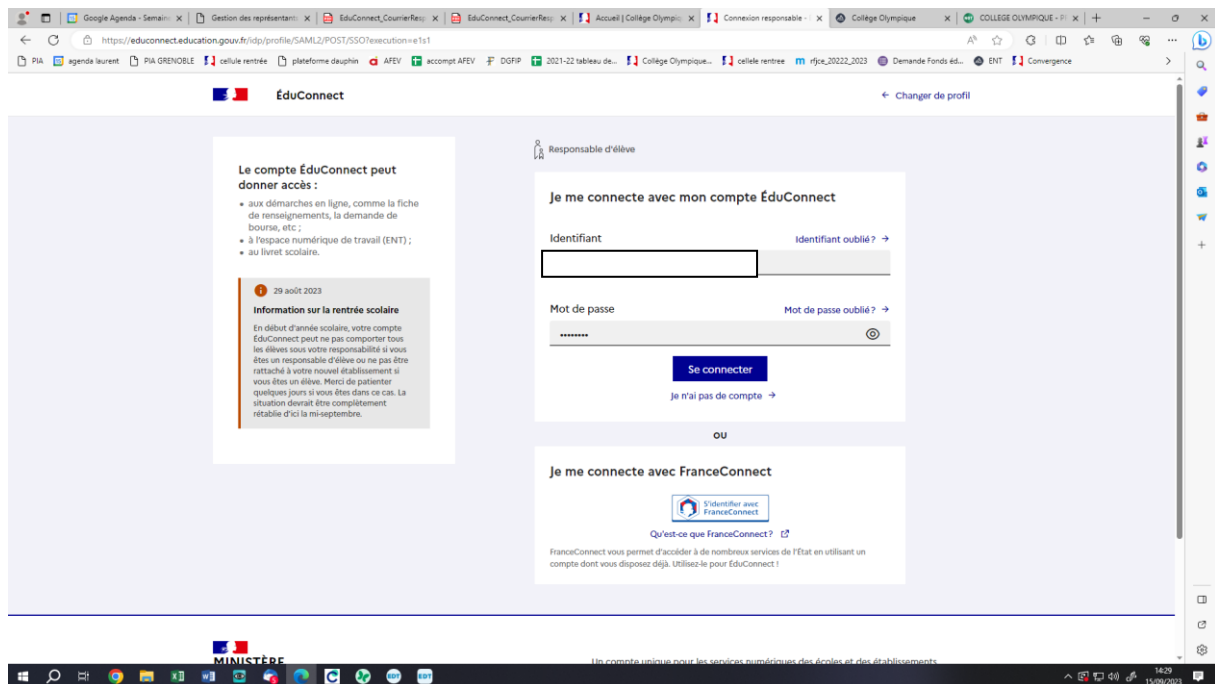 Google Agenda - Semaine
Gestion des représentants
EduConnect_CourrierResp
EduConnect_CourrierResp
Accueil | Collège Olympiq
Connexion responsable -
Collège Olympique
COLLEGE OLYMPIQUE - PI
https://educonnect.education.gouv.fr/idp/profile/SAML2/POST/SSO?execution=e1s1
PIA
agenda laurent
PIA GRENOBLE
cellule rentrée
plateforme dauphin
AFEV
accompt AFEV
DGFIP
2021-22 tableau de...
Collège Olympique...
cellele rentree
rfjce_20222_2023
Demande Fonds éd...
ENT
Convergence
ÉduConnect
← Changer de profil
Le compte ÉduConnect peut
donner accès :
• aux démarches en ligne, comme la fiche
de renseignements, la demande de
bourse, etc ;
• à l'espace numérique de travail (ENT) ;
• au livret scolaire.
29 août 2023
Information sur la rentrée scolaire
En début d'année scolaire, votre compte
ÉduConnect peut ne pas comporter tous
les élèves sous votre responsabilité si vous
êtes un responsable d'élève ou ne pas être
rattaché à votre nouvel établissement si
vous êtes un élève. Merci de patienter
quelques jours si vous êtes dans ce cas. La
situation devrait être complètement
rétablie d'ici la mi-septembre.
Responsable d'élève
Je me connecte avec mon compte ÉduConnect
Identifiant
Identifiant oublié ? →
Mot de passe
Mot de passe oublié ? →
••••••••
Se connecter
Je n'ai pas de compte →
OU
Je me connecte avec FranceConnect
S'identifier avec
FranceConnect
Qu'est-ce que FranceConnect ?
FranceConnect vous permet d'accéder à de nombreux services de l'État en utilisant un
compte dont vous disposez déjà. Utilisez-le pour ÉduConnect !
MINISTÈRE
Un compte unique pour les services numériques des écoles et des établissements
EDT
EDT
14:29
15/09/2023